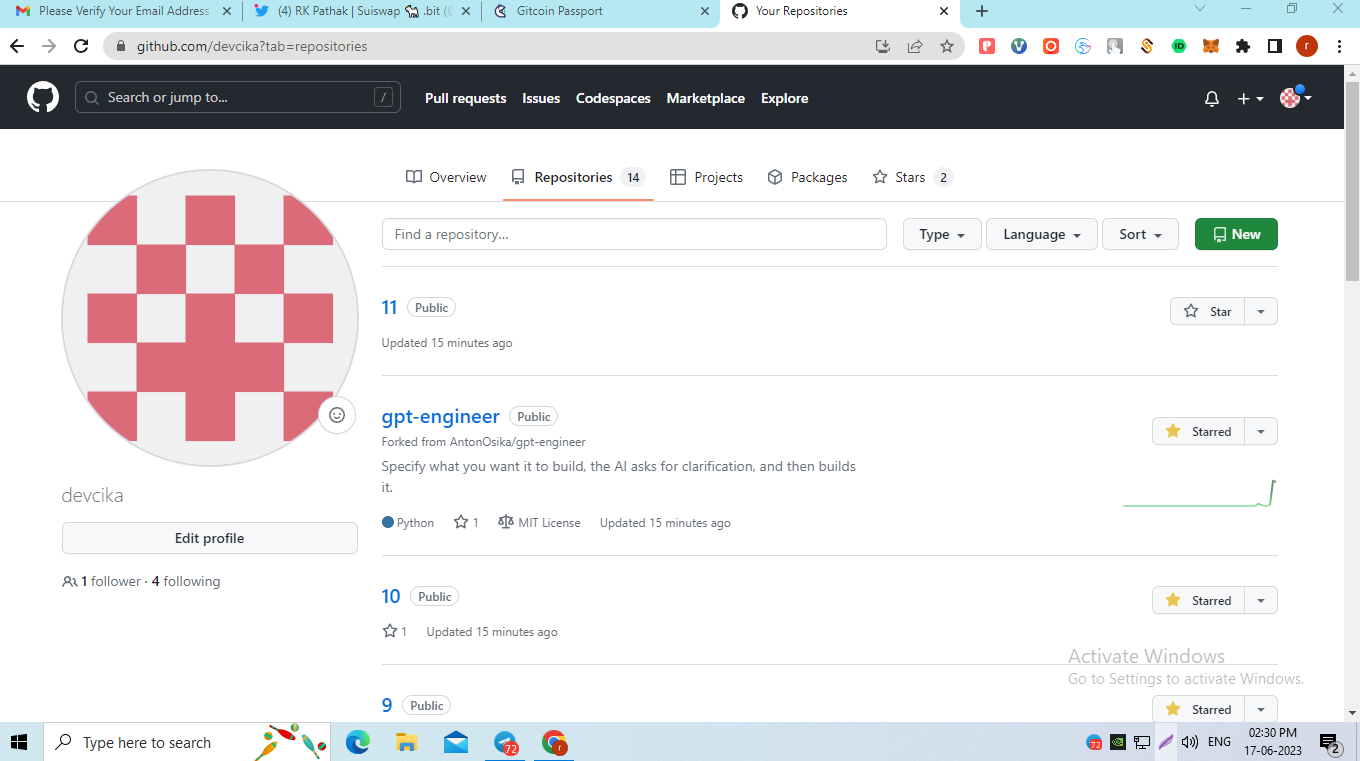 Please Verify Your Email Address
(4) RK Pathak | Suiswap .bit (
Gitcoin Passport
Your Repositories
github.com/devcika?tab=repositories
r
Search or jump to... /
Pull requests Issues Codespaces Marketplace Explore
Overview Repositories 14 Projects Packages Stars 2
Find a repository... Type Language Sort New
11 Public Star
Updated 15 minutes ago
gpt-engineer Public
Forked from AntonOsika/gpt-engineer
Starred
Specify what you want it to build, the AI asks for clarification, and then builds
it.
Python 1 MIT License Updated 15 minutes ago
devcika
Edit profile
1 follower · 4 following
10 Public Starred
1 Updated 15 minutes ago
9 Public Starred
Activate Windows
Go to Settings to activate Windows.
Type here to search
72
r
72
ENG
02:30 PM
17-06-2023
2